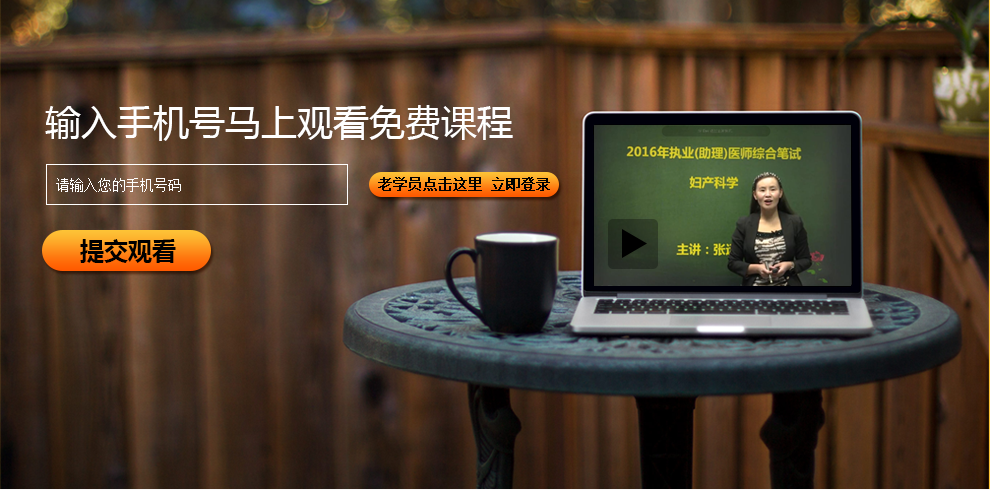 输入手机号马上观看免费课程
请输入您的手机号码
老学员点击这里 立即登录
提交观看
2016年执业(助理)医师综合笔试
妇产科学
主讲：张